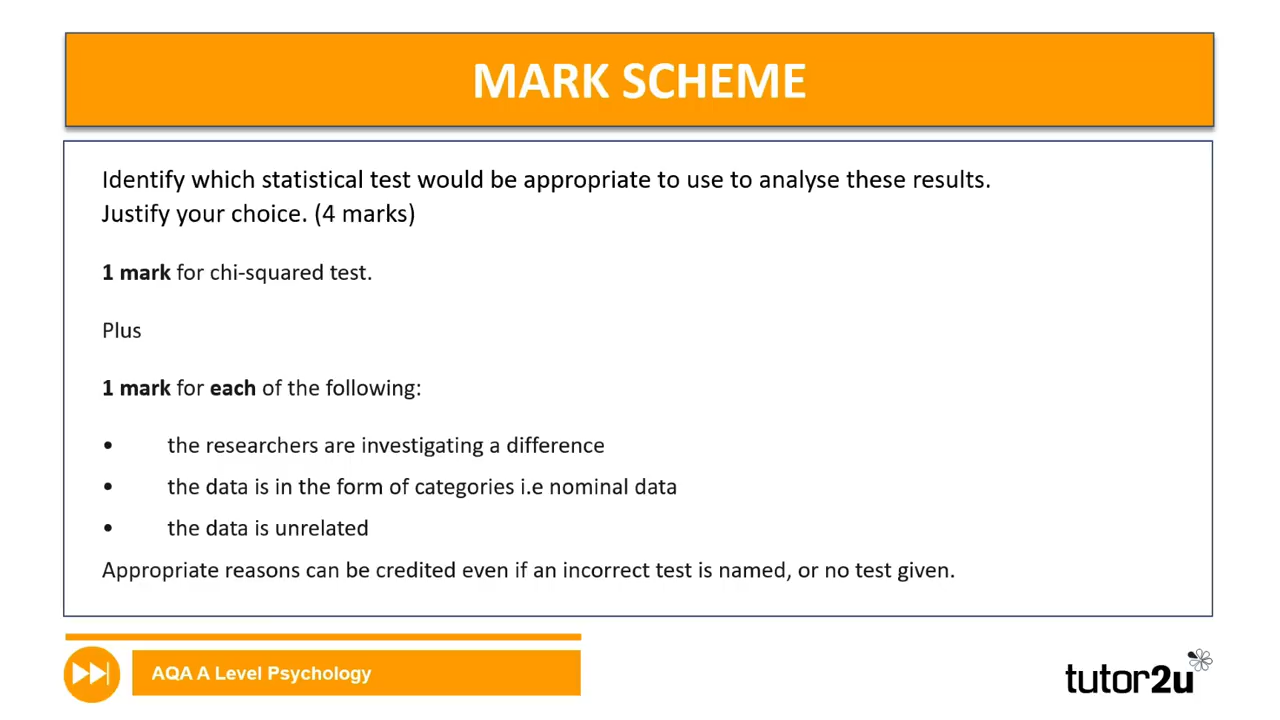 MARK SCHEME
Identify which statistical test would be appropriate to use to analyse these results.
Justify your choice. (4 marks)
1 mark for chi-squared test.
Plus
1 mark for each of the following:
• the researchers are investigating a difference
• the data is in the form of categories i.e nominal data
• the data is unrelated
Appropriate reasons can be credited even if an incorrect test is named, or no test given.
AQA A Level Psychology
tutor2u